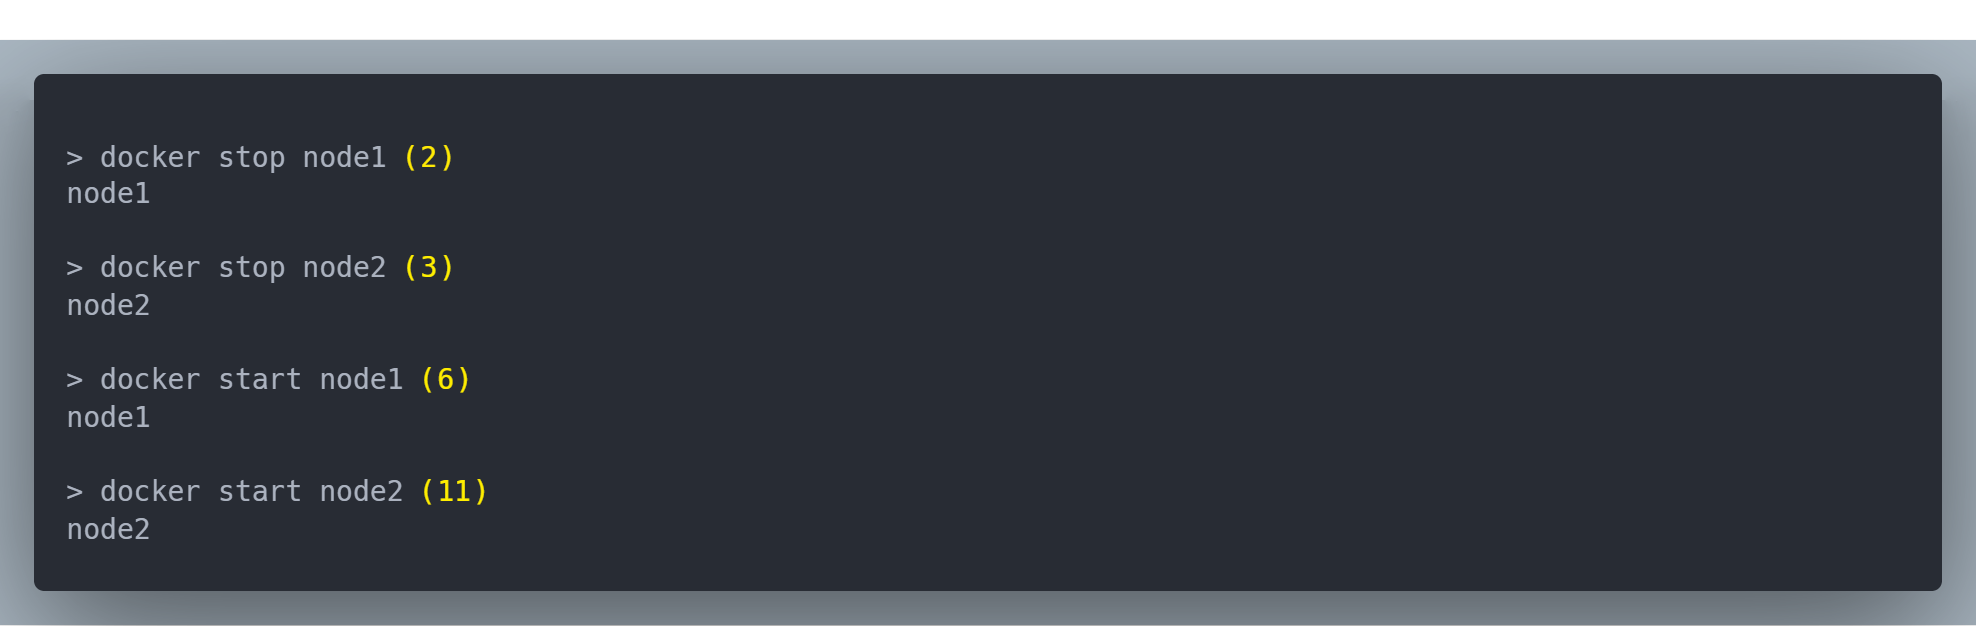 > docker stop node1 (2)
node1
> docker stop node2 (3)
node2
> docker start node1 (6)
node1
> docker start node2 (11)
node2